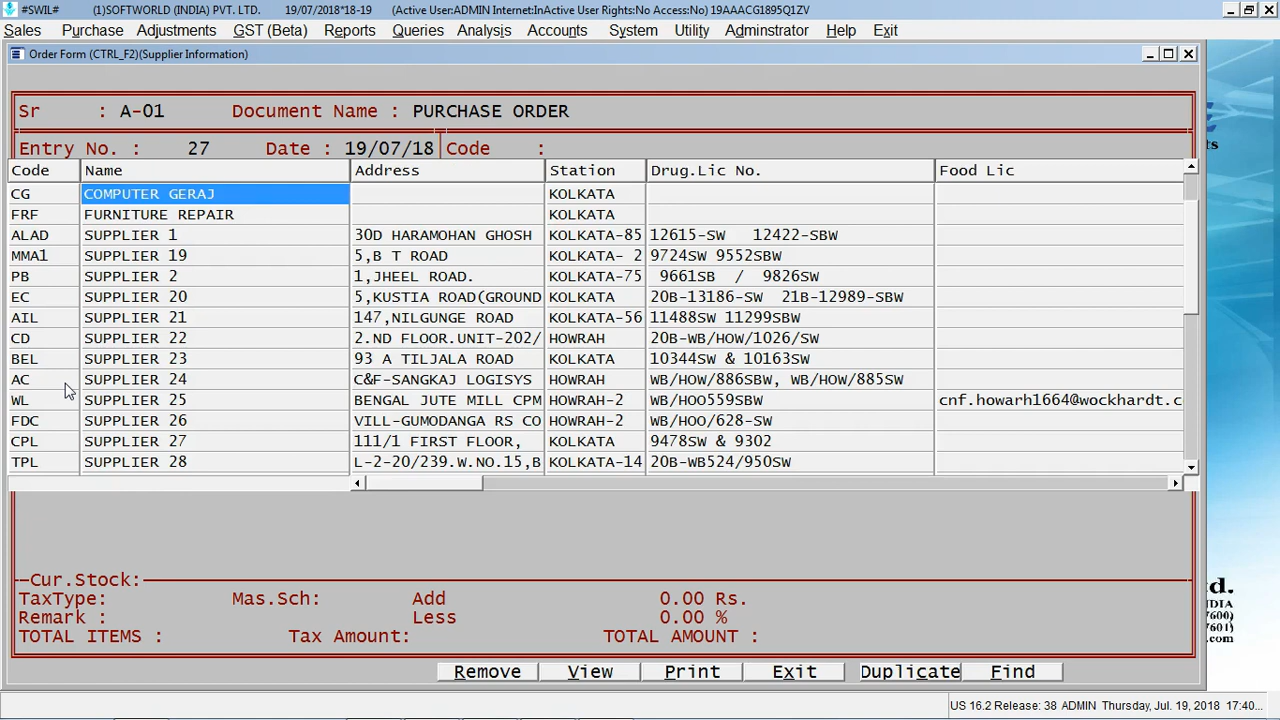 #SWIL# (1)SOFTWORLD (INDIA) PVT. LTD. 19/07/2018*18-19 (Active User:ADMIN Internet:InActive User Rights:No Access:No) 19AAACG1895Q1ZV
Sales Purchase Adjustments GST (Beta) Reports Queries Analysis Accounts System Utility Adminstrator Help Exit
Order Form (CTRL_F2)(Supplier Information)
Sr : A-01 Document Name : PURCHASE ORDER
Entry No. : 27 Date : 19/07/18 Code :
Code Name Address Station Drug.Lic No. Food Lic
CG COMPUTER GERAJ KOLKATA
FRF FURNITURE REPAIR KOLKATA
ALAD SUPPLIER 1 30D HARAMOHAN GHOSH KOLKATA-85 12615-SW 12422-SBW
MMA1 SUPPLIER 19 5,B T ROAD KOLKATA- 2 9724SW 9552SBW
PB SUPPLIER 2 1,JHEEL ROAD. KOLKATA-75 9661SB / 9826SW
EC SUPPLIER 20 5,KUSTIA ROAD(GROUND KOLKATA 20B-13186-SW 21B-12989-SBW
AIL SUPPLIER 21 147,NILGUNGE ROAD KOLKATA-56 11488SW 11299SBW
CD SUPPLIER 22 2.ND FLOOR.UNIT-202/ HOWRAH 20B-WB/HOW/1026/SW
BEL SUPPLIER 23 93 A TILJALA ROAD KOLKATA 10344SW & 10163SW
AC SUPPLIER 24 C&F-SANGKAJ LOGISYS HOWRAH WB/HOW/886SBW, WB/HOW/885SW
WL SUPPLIER 25 BENGAL JUTE MILL CPM HOWRAH-2 WB/HOO559SBW cnf.howarh1664@wockhardt.c
FDC SUPPLIER 26 VILL-GUMODANGA RS CO HOWRAH-2 WB/HOO/628-SW
CPL SUPPLIER 27 111/1 FIRST FLOOR, KOLKATA 9478SW & 9302
TPL SUPPLIER 28 L-2-20/239.W.NO.15,B KOLKATA-14 20B-WB524/950SW
Cur.Stock:
TaxType: Mas.Sch: Add 0.00 Rs.
Remark : Less 0.00 %
TOTAL ITEMS : Tax Amount: TOTAL AMOUNT :
Remove View Print Exit Duplicate Find
ts
d.
NDIA
7600)
7601)
.com
US 16.2 Release: 38 ADMIN Thursday, Jul. 19, 2018 17:40...